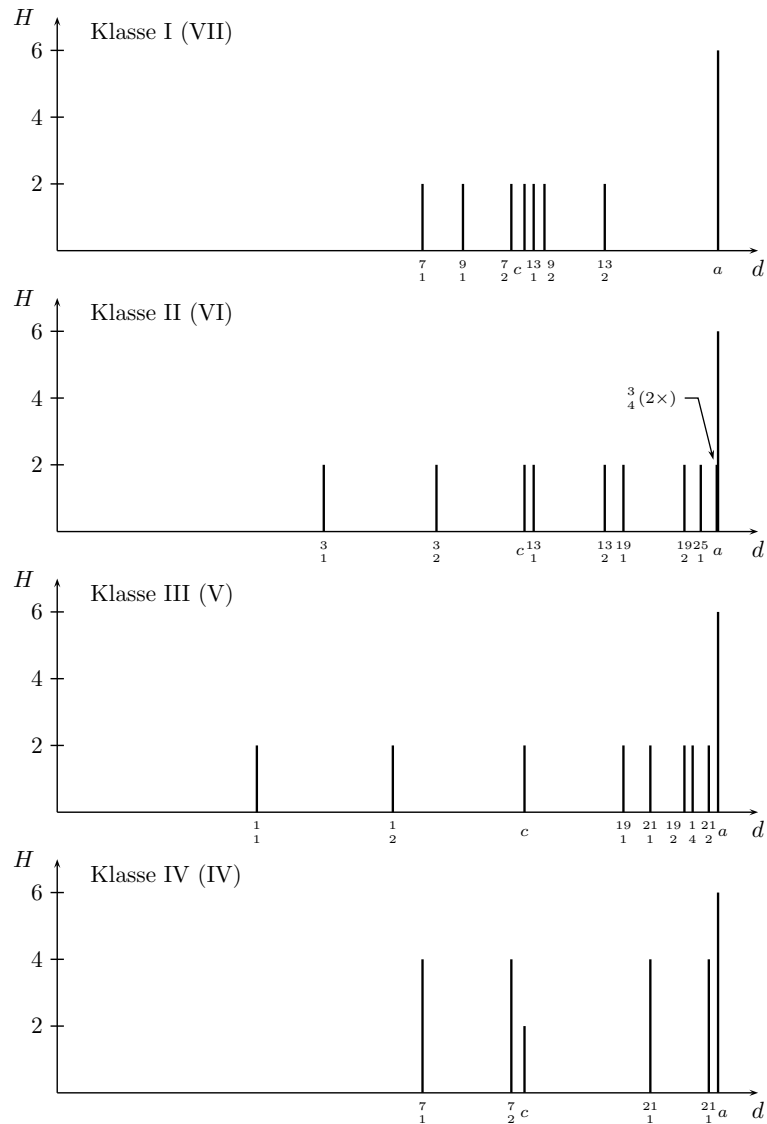 H
Klasse I (VII)
6
4
2
7 9 7 c 13 9 13 a d
1 1 2 1 2 2
H
Klasse II (VI)
6
3/4 (2×)
4
2
3 3 c 13 13 19 19 25 a d
1 2 1 2 1 2 1
H
Klasse III (V)
6
4
2
1 1 c 19 21 19 1 21 a d
1 2 1 1 2 4 2
H
Klasse IV (IV)
6
4
2
7 7 c 21 21 a d
1 2 1 1